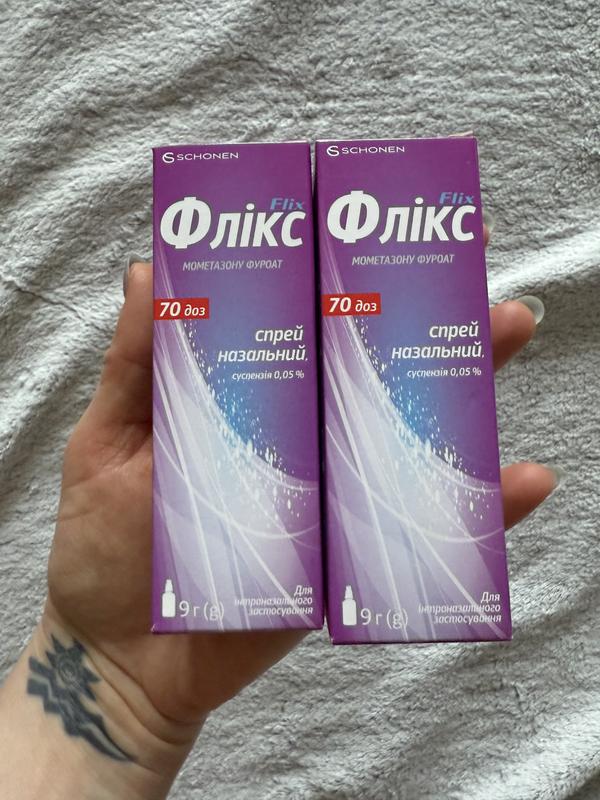 SCHONEN
Flix
Флікс
МОМЕТАЗОНУ ФУРОАТ
70 доз
спрей
назальний,
суспензія 0,05 %
9 г (g)
Для
інтраназального
застосування
SCHONEN
Flix
Флікс
МОМЕТАЗОНУ ФУРОАТ
70 доз
спрей
назальний,
суспензія 0,05 %
9 г (g)
Для
інтраназального
застосування